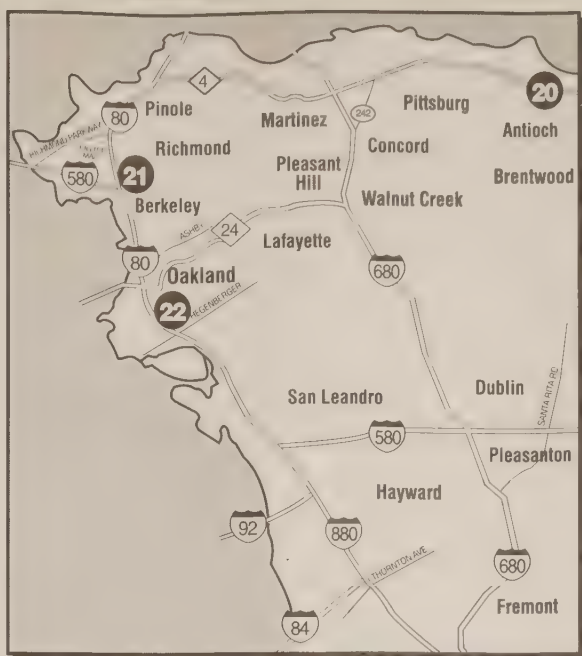 4
20
Pinole
Pittsburg
80
Martinez
242
Antioch
Richmond
Concord
RICHMOND PARKWAY
Pleasant
Hill
580
21
Brentwood
Berkeley
Walnut Creek
ASHBY
24
Lafayette
80
Oakland
680
22
HEGENBERGER
San Leandro
Dublin
SANTA RITA RD
580
Pleasanton
Hayward
92
880
680
THORNTON AVE
Fremont
84